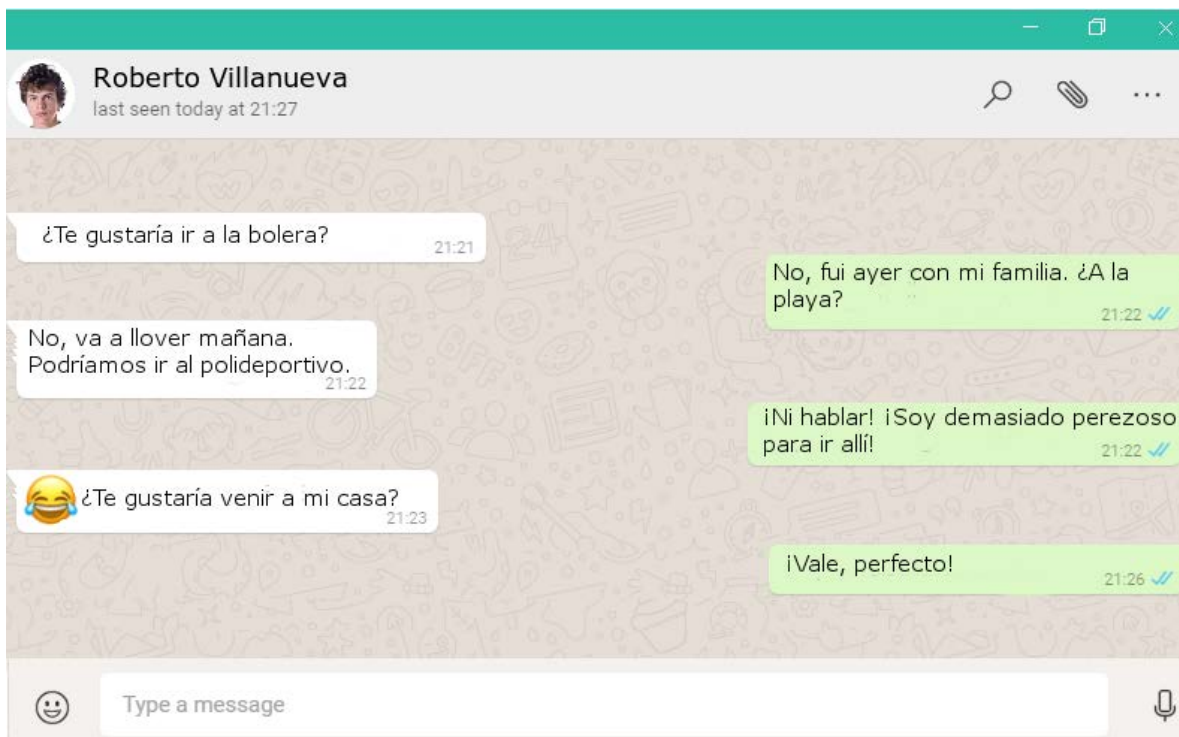 Roberto Villanueva
last seen today at 21:27
¿Te gustaría ir a la bolera?
21:21
No, fui ayer con mi familia. ¿A la
playa?
21:22
No, va a llover mañana.
Podríamos ir al polideportivo.
21:22
¡Ni hablar! ¡Soy demasiado perezoso
para ir allí!
21:22
😂 ¿Te gustaría venir a mi casa?
21:23
¡Vale, perfecto!
21:26
Type a message